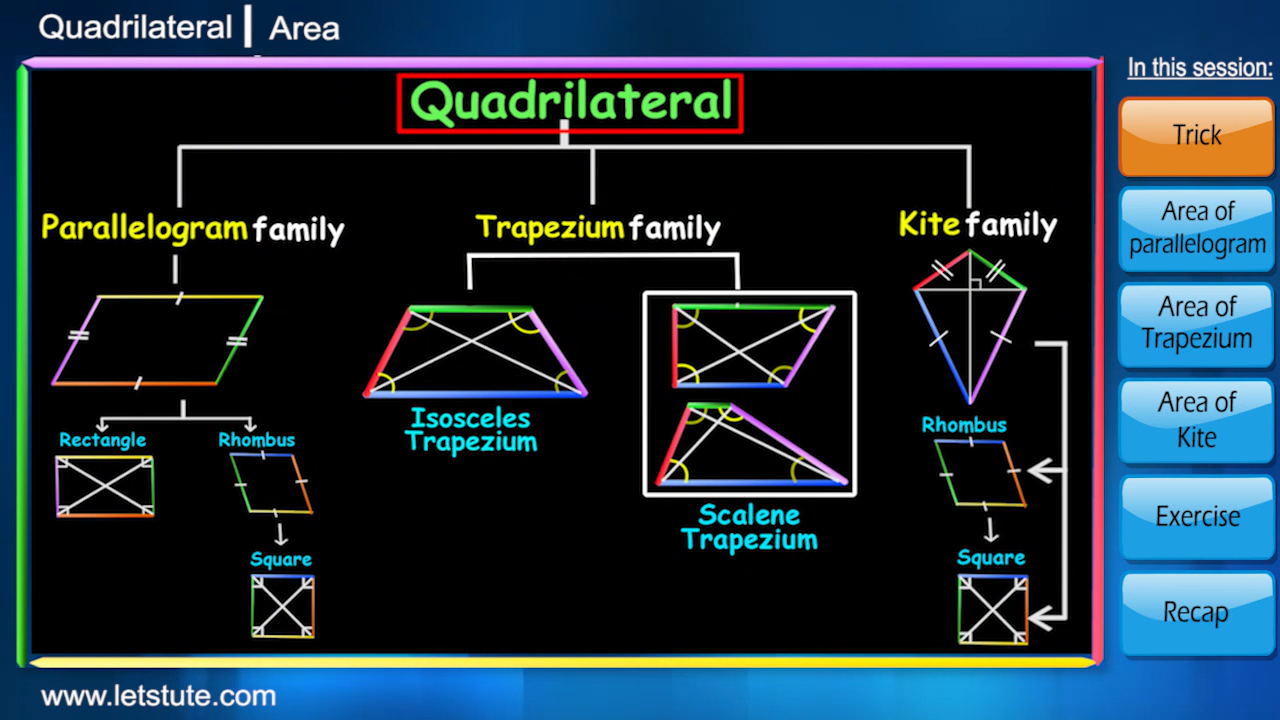 Quadrilateral | Area
In this session:
Quadrilateral
Parallelogram family
Trapezium family
Kite family
Rectangle
Rhombus
Square
Isosceles
Trapezium
Scalene
Trapezium
Rhombus
Square
Trick
Area of
parallelogram
Area of
Trapezium
Area of
Kite
Exercise
Recap
www.letstute.com